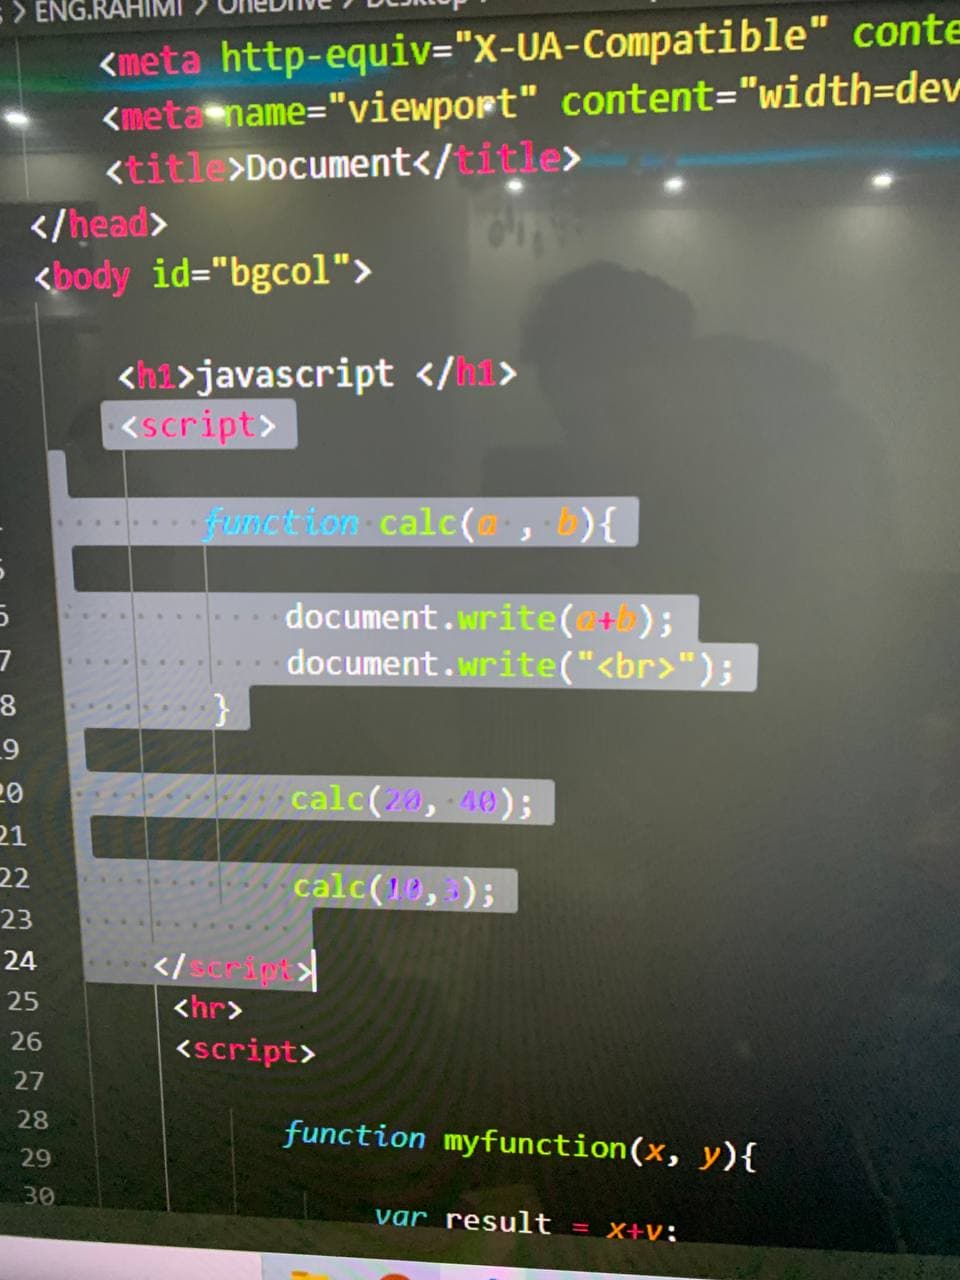 > ENG.RAHIMI > OneDrive > Desktop
<meta http-equiv="X-UA-Compatible" conte
<meta name="viewport" content="width=dev
<title>Document</title>
</head>
<body id="bgcol">
<h1>javascript </h1>
<script>
function calc(a , b){
6 document.write(a+b);
7 document.write("<br>");
8 }
19
20 calc(20, 40);
21
22 calc(10,3);
23
24 </script>
25 <hr>
26 <script>
27
28 function myfunction(x, y){
29
30 var result = x+y;